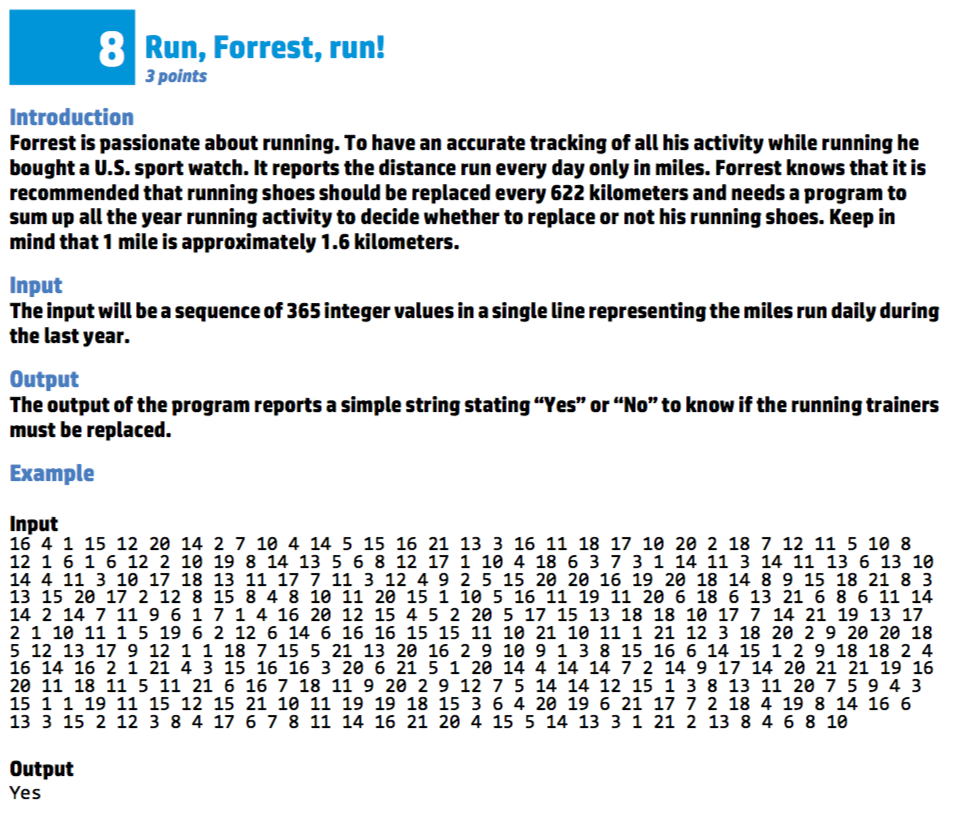 8 Run, Forrest, run!
3 points
Introduction
Forrest is passionate about running. To have an accurate tracking of all his activity while running he
bought a U.S. sport watch. It reports the distance run every day only in miles. Forrest knows that it is
recommended that running shoes should be replaced every 622 kilometers and needs a program to
sum up all the year running activity to decide whether to replace or not his running shoes. Keep in
mind that 1 mile is approximately 1.6 kilometers.
Input
The input will be a sequence of 365 integer values in a single line representing the miles run daily during
the last year.
Output
The output of the program reports a simple string stating “Yes” or “No” to know if the running trainers
must be replaced.
Example
Input
16 4 1 15 12 20 14 2 7 10 4 14 5 15 16 21 13 3 16 11 18 17 10 20 2 18 7 12 11 5 10 8
12 1 6 1 6 12 2 10 19 8 14 13 5 6 8 12 17 1 10 4 18 6 3 7 3 1 14 11 3 14 11 13 6 13 10
14 4 11 3 10 17 18 13 11 17 7 11 3 12 4 9 2 5 15 20 20 16 19 20 18 14 8 9 15 18 21 8 3
13 15 20 17 2 12 8 15 8 4 8 10 11 20 15 1 10 5 16 11 19 11 20 6 18 6 13 21 6 8 6 11 14
14 2 14 7 11 9 6 1 7 1 4 16 20 12 15 4 5 2 20 5 17 15 13 18 18 10 17 7 14 21 19 13 17
2 1 10 11 1 5 19 6 2 12 6 14 6 16 16 15 15 11 10 21 10 11 1 21 12 3 18 20 2 9 20 20 18
5 12 13 17 9 12 1 1 18 7 15 5 21 13 20 16 2 9 10 9 1 3 8 15 16 6 14 15 1 2 9 18 18 2 4
16 14 16 2 1 21 4 3 15 16 16 3 20 6 21 5 1 20 14 4 14 14 7 2 14 9 17 14 20 21 21 19 16
20 11 18 11 5 11 21 6 16 7 18 11 9 20 2 9 12 7 5 14 14 12 15 1 3 8 13 11 20 7 5 9 4 3
15 1 1 19 11 15 12 15 21 10 11 19 19 18 15 3 6 4 20 19 6 21 17 7 2 18 4 19 8 14 16 6
13 3 15 2 12 3 8 4 17 6 7 8 11 14 16 21 20 4 15 5 14 13 3 1 21 2 13 8 4 6 8 10
Output
Yes